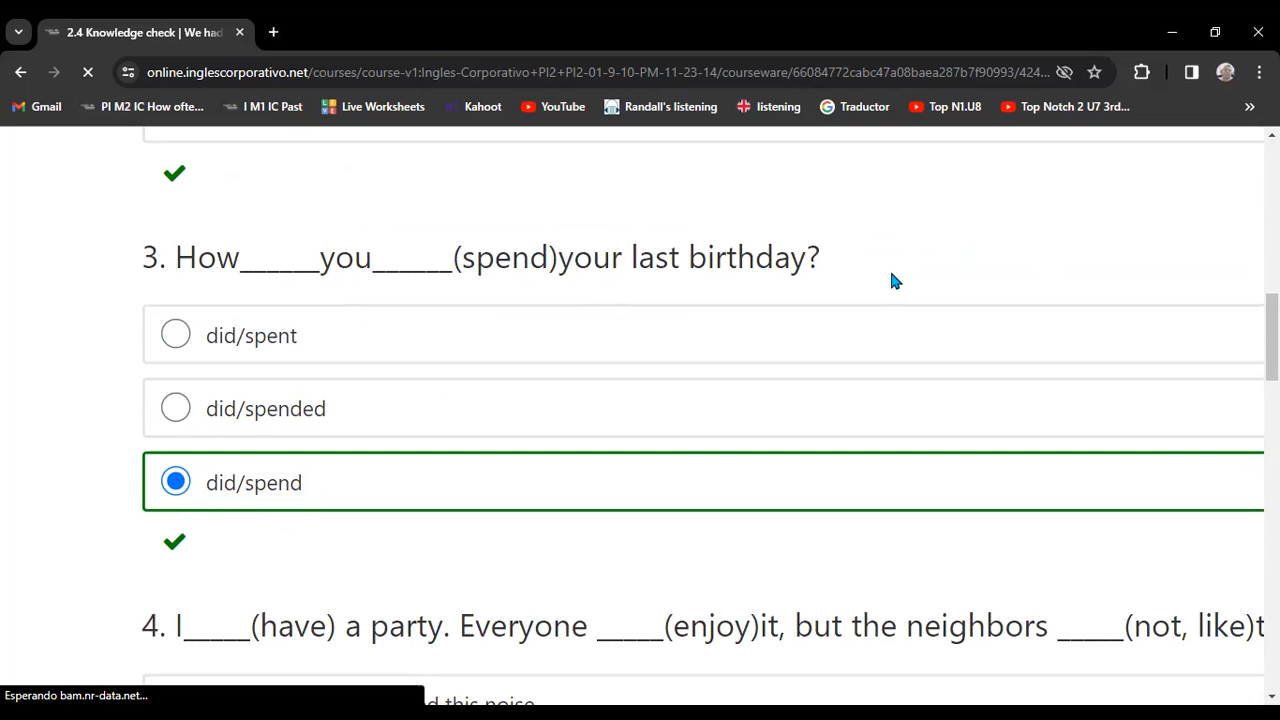 2.4 Knowledge check | We had
online.inglescorporativo.net/courses/course-v1:Ingles-Corporativo+PI2+PI2-01-9-10-PM-11-23-14/courseware/66084772cabc47a08baea287b7f90993/424...
Gmail PI M2 IC How ofte... I M1 IC Past Live Worksheets Kahoot YouTube Randall's listening listening Traductor Top N1.U8 Top Notch 2 U7 3rd... »
3. How______you______(spend)your last birthday?
did/spent
did/spended
did/spend
4. I_____(have) a party. Everyone _____(enjoy)it, but the neighbors _____(not, like)t
d this noise
Esperando bam.nr-data.net...